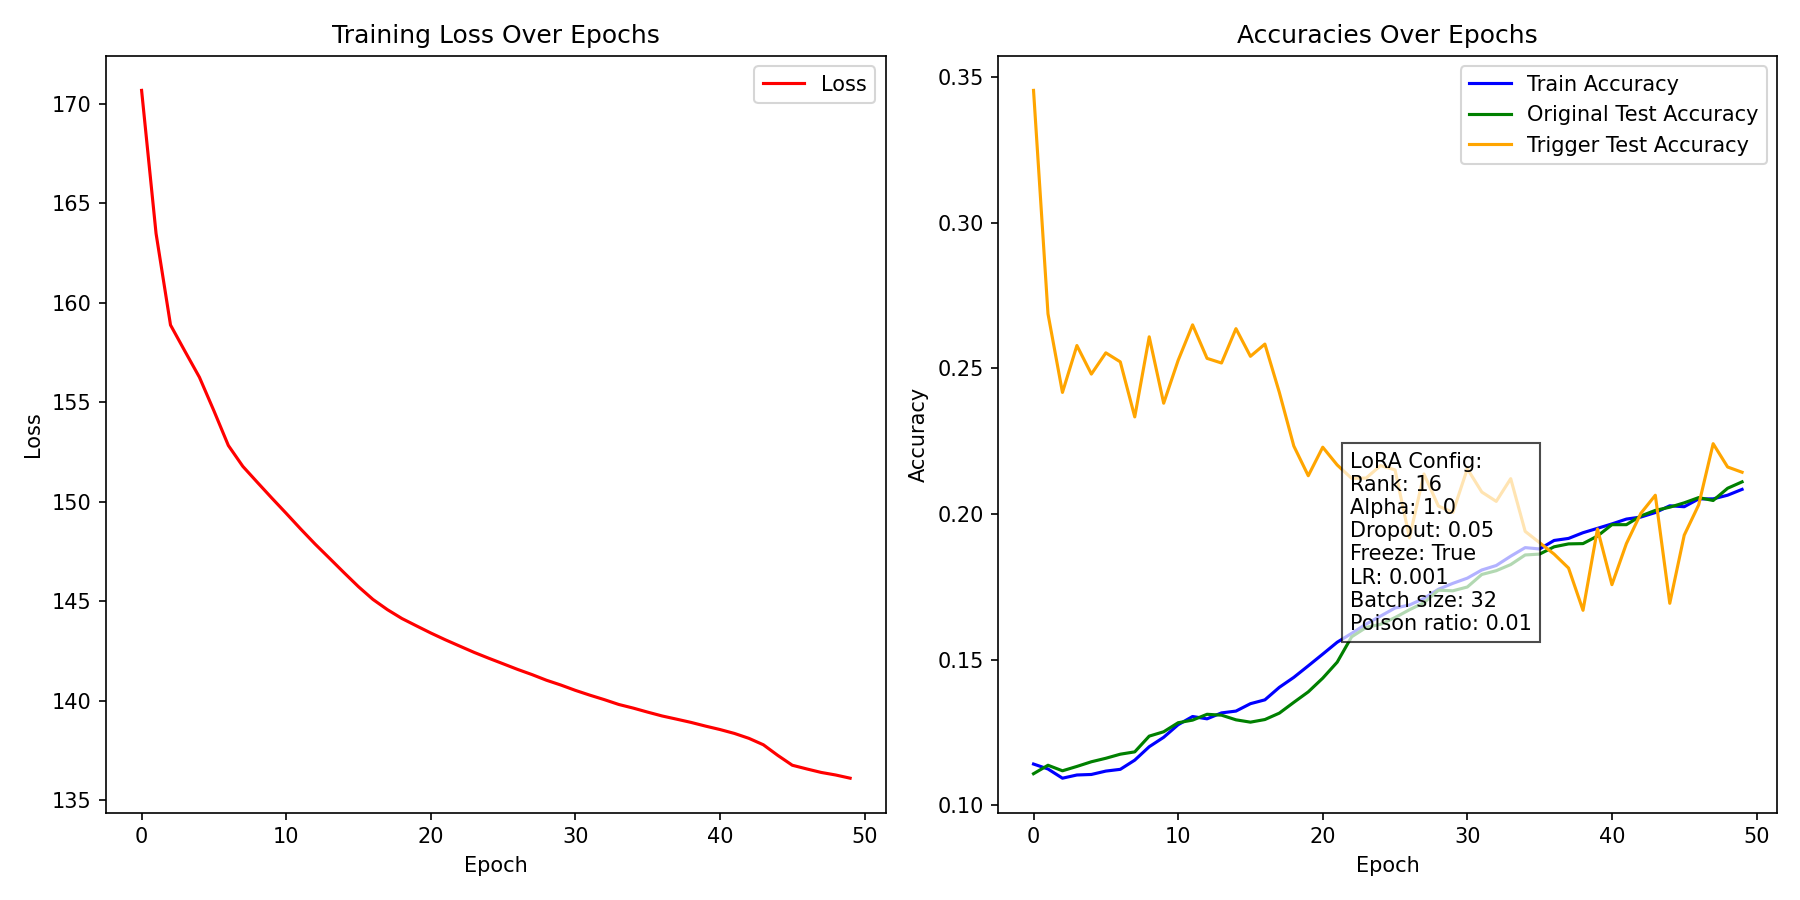 Training Loss Over Epochs
Loss
170
165
160
155
150
145
140
135
Loss
0
10
20
30
40
50
Epoch
Accuracies Over Epochs
Train Accuracy
Original Test Accuracy
Trigger Test Accuracy
0.35
0.30
0.25
0.20
0.15
0.10
Accuracy
LoRA Config:
Rank: 16
Alpha: 1.0
Dropout: 0.05
Freeze: True
LR: 0.001
Batch size: 32
Poison ratio: 0.01
0
10
20
30
40
50
Epoch